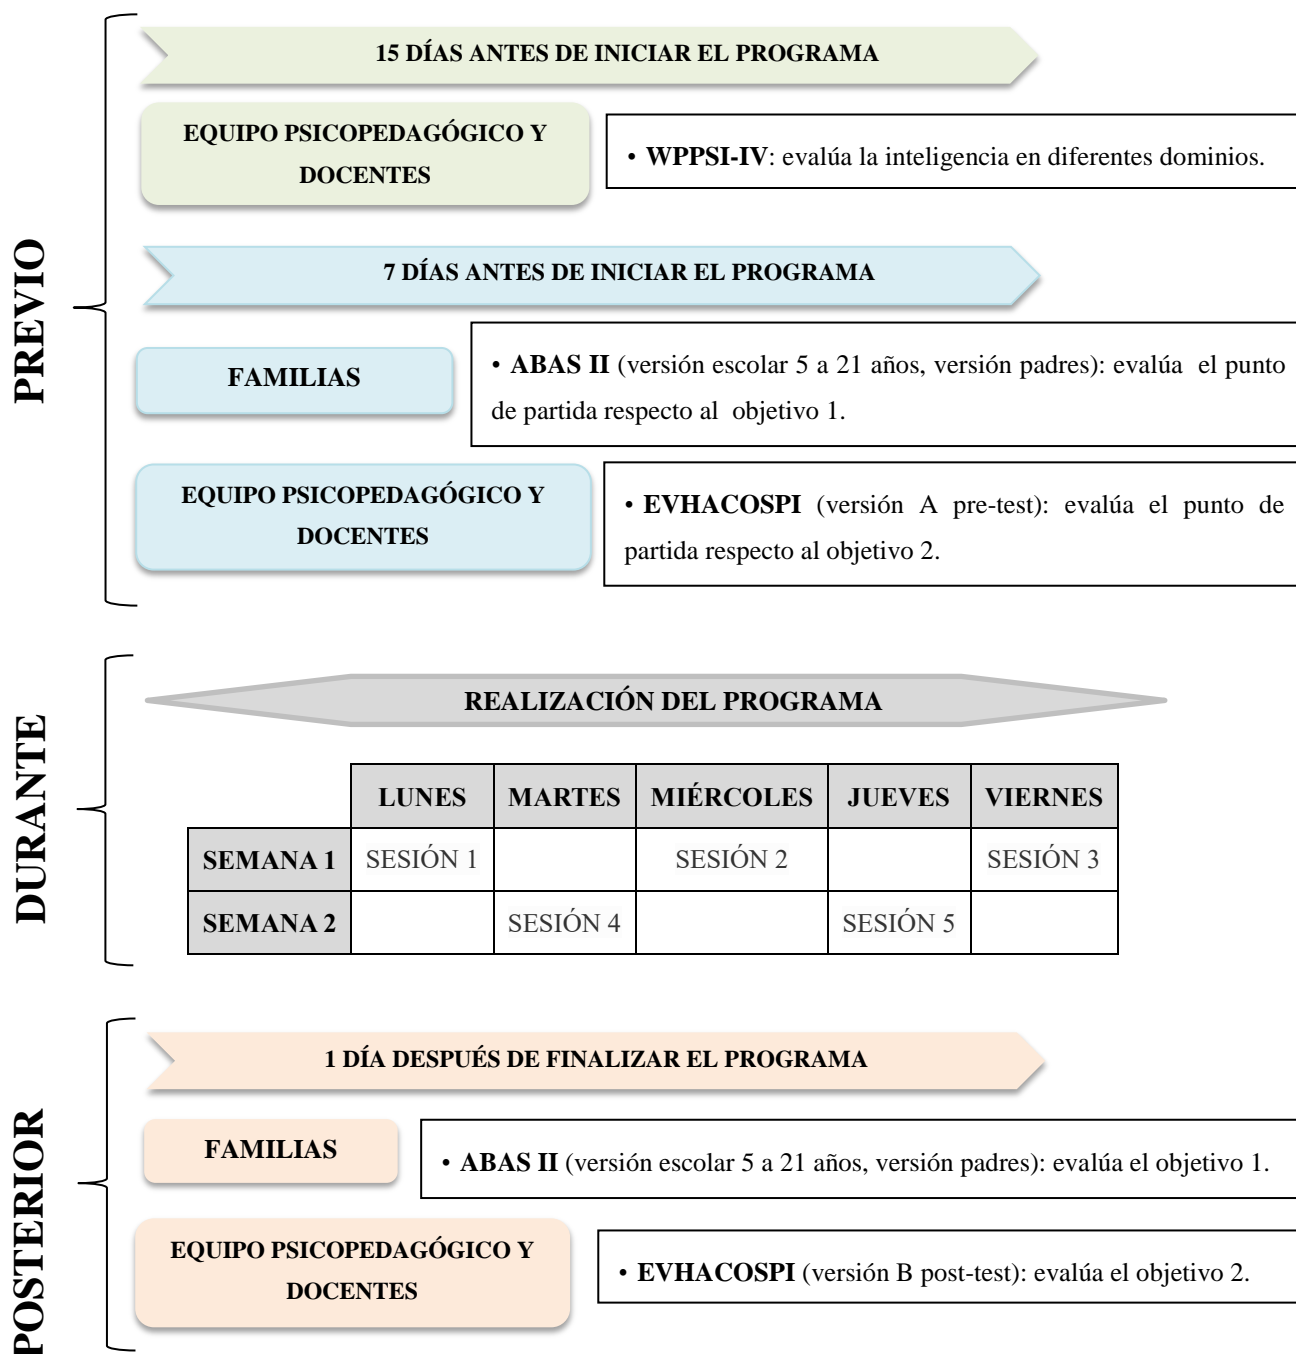 PREVIO
15 DÍAS ANTES DE INICIAR EL PROGRAMA
EQUIPO PSICOPEDAGÓGICO Y
DOCENTES
• WPPSI-IV: evalúa la inteligencia en diferentes dominios.
7 DÍAS ANTES DE INICIAR EL PROGRAMA
FAMILIAS
• ABAS II (versión escolar 5 a 21 años, versión padres): evalúa el punto
de partida respecto al objetivo 1.
EQUIPO PSICOPEDAGÓGICO Y
DOCENTES
• EVHACOSPI (versión A pre-test): evalúa el punto de
partida respecto al objetivo 2.
DURANTE
REALIZACIÓN DEL PROGRAMA
LUNES MARTES MIÉRCOLES JUEVES VIERNES
SEMANA 1 SESIÓN 1 SESIÓN 2 SESIÓN 3
SEMANA 2 SESIÓN 4 SESIÓN 5
POSTERIOR
1 DÍA DESPUÉS DE FINALIZAR EL PROGRAMA
FAMILIAS
• ABAS II (versión escolar 5 a 21 años, versión padres): evalúa el objetivo 1.
EQUIPO PSICOPEDAGÓGICO Y
DOCENTES
• EVHACOSPI (versión B post-test): evalúa el objetivo 2.